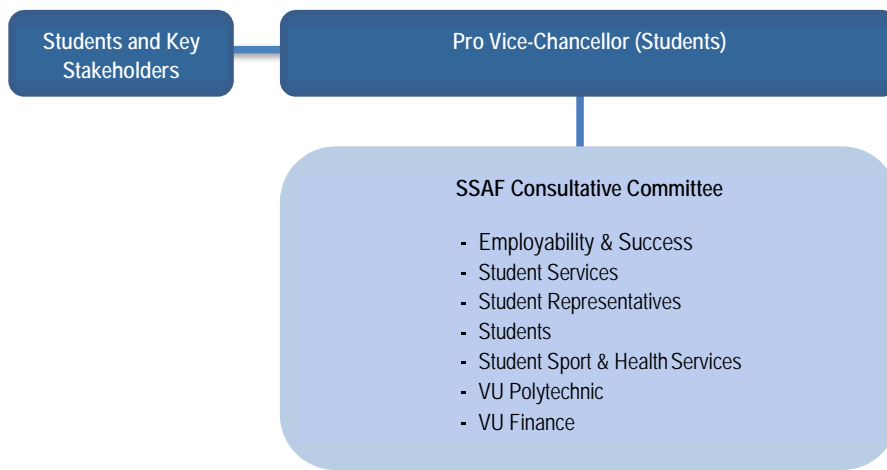 Students and Key
Stakeholders
Pro Vice-Chancellor (Students)
SSAF Consultative Committee
- Employability & Success
- Student Services
- Student Representatives
- Students
- Student Sport & Health Services
- VU Polytechnic
- VU Finance